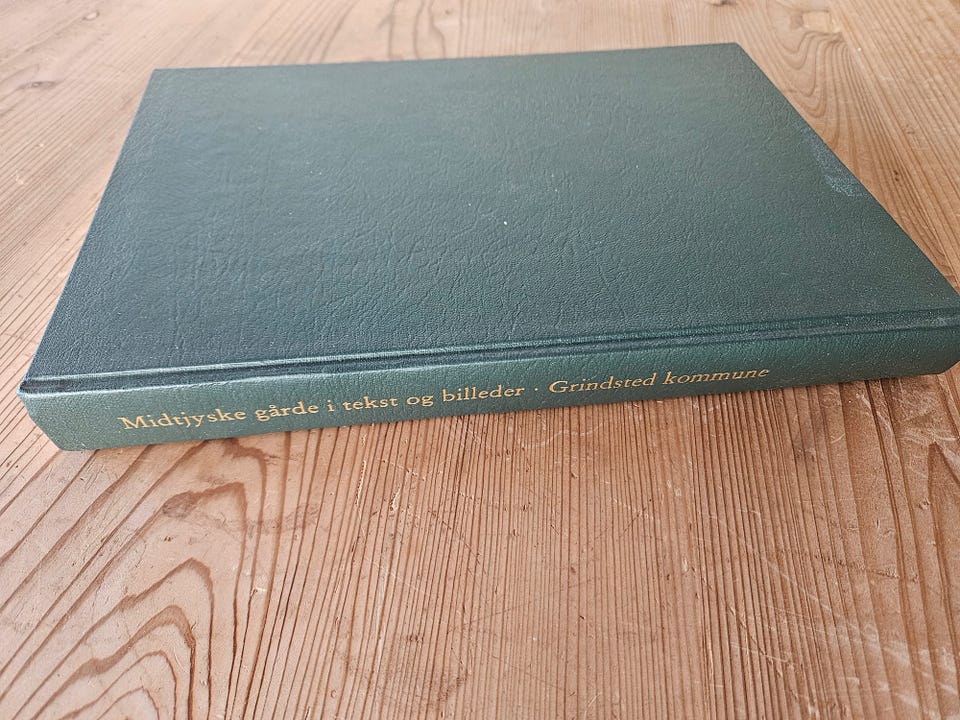 Midtjyske gårde i tekst og billeder · Grindsted kommune